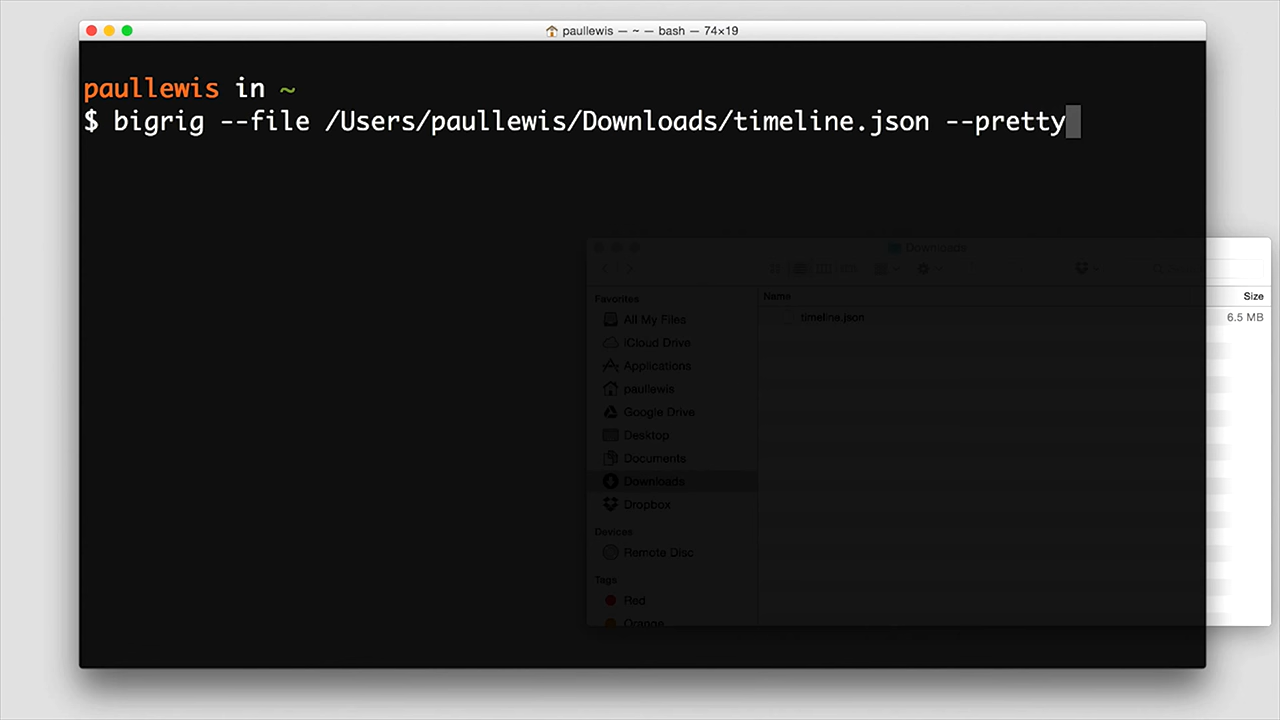 paullewis — ~ — bash — 74×19
paullewis in ~
$ bigrig --file /Users/paullewis/Downloads/timeline.json --pretty
Downloads
Favorites
Name
Size
All My Files
timeline.json
6.5 MB
iCloud Drive
Applications
paullewis
Google Drive
Desktop
Documents
Downloads
Dropbox
Devices
Remote Disc
Tags
Red
Orange